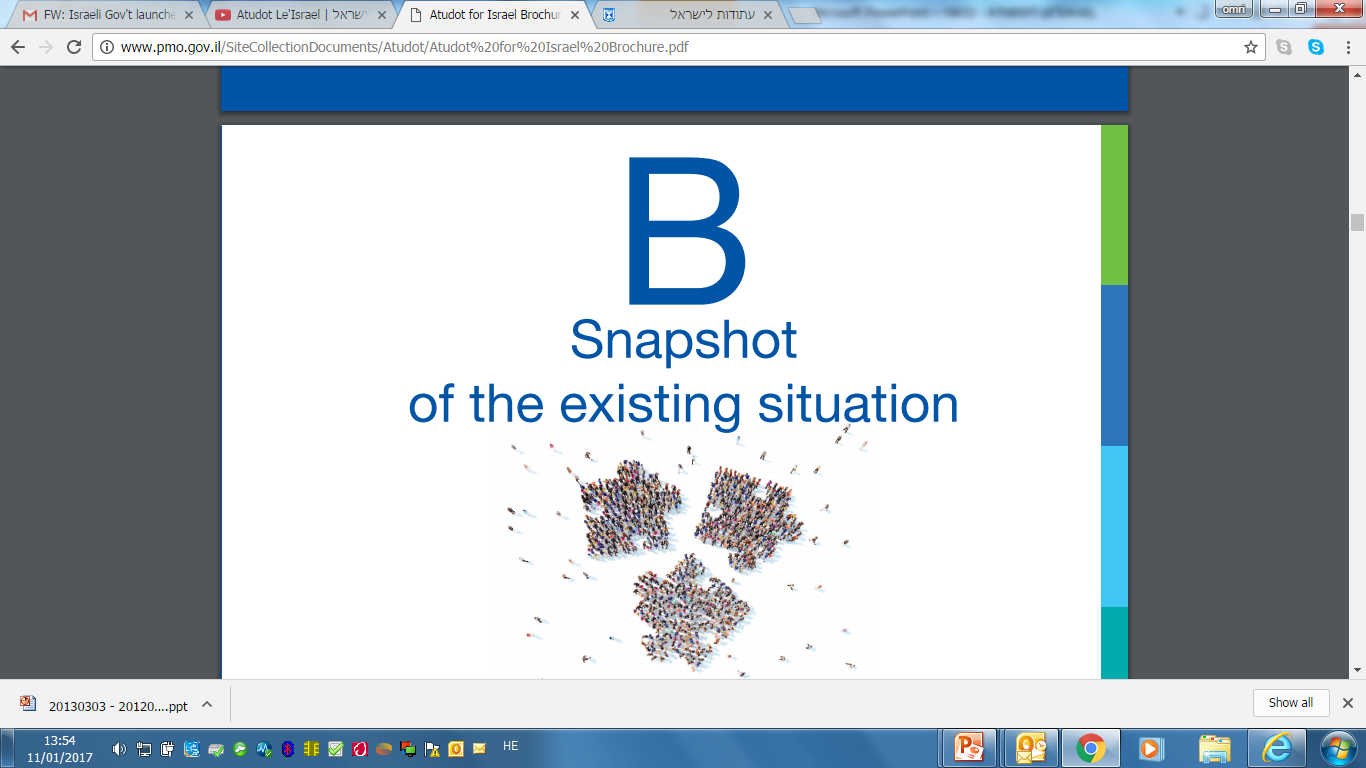 FW: Israeli Gov't launche
Atudot Le'Israel | ישראל
Atudot for Israel Brochur
עתודות לישראל
omri
www.pmo.gov.il/SiteCollectionDocuments/Atudot/Atudot%20for%20Israel%20Brochure.pdf
B
Snapshot
of the existing situation
20130303 - 20120....ppt
Show all
13:54
11/01/2017
HE